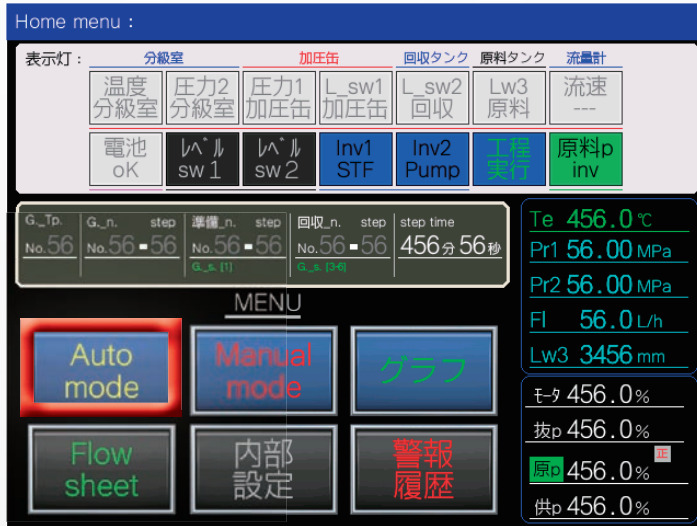 Home menu :
表示灯 : 分級室 加圧缶 回収タンク 原料タンク 流量計
温度 圧力2 圧力1 L_sw1 L_sw2 Lw3 流速
分級室 分級室 加圧缶 加圧缶 回収 原料 ---
電池 ﾚﾍﾞﾙ ﾚﾍﾞﾙ Inv1 Inv2 工程 原料p
oK sw 1 sw 2 STF Pump 実行 inv
G._Tp. G._n. step 準備_n. step 回収_n. step step time
No.56 No.56-56 No.56-56 No.56-56 456分56秒
G._s. [1] G._s. [3-6]
Te 456.0 ℃
Pr1 56.00 MPa
Pr2 56.00 MPa
Fl 56.0 L/h
Lw3 3456 mm
MENU
Auto
mode
Manual
mode
グラフ
Flow
sheet
内部
設定
警報
履歴
ﾓｰﾀ 456.0%
抜p 456.0%
正
原p 456.0%
供p 456.0%